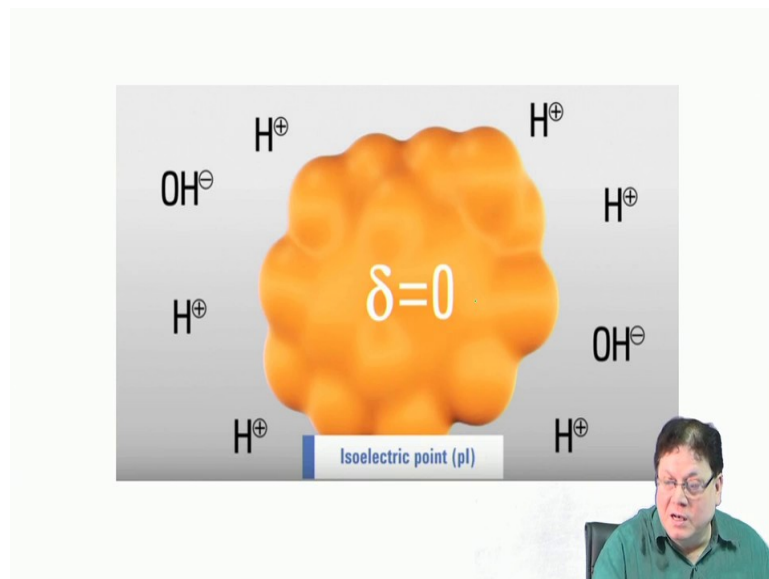 H⊕
H⊕
OH⊖
H⊕
δ=0
H⊕
OH⊖
H⊕
H⊕
Isoelectric point (pI)